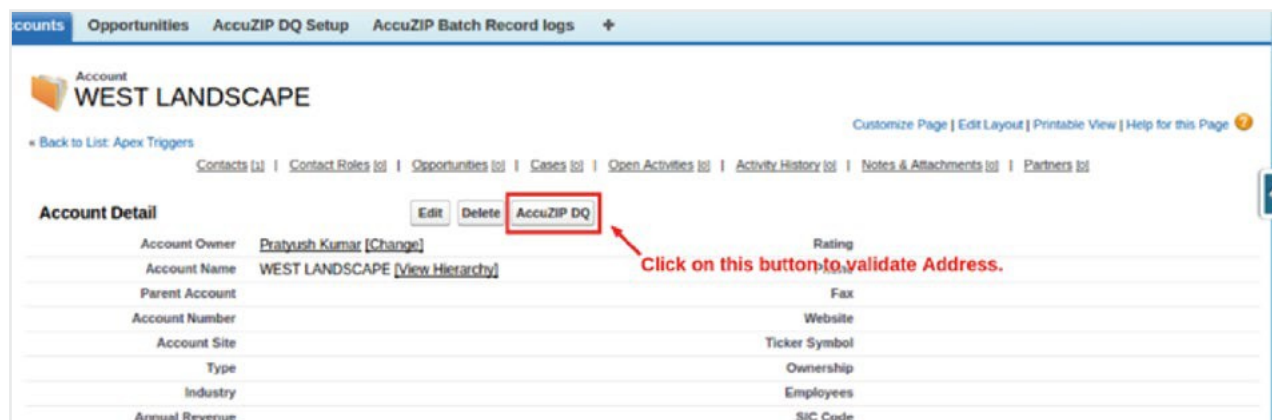 ccounts Opportunities AccuZIP DQ Setup AccuZIP Batch Record logs +
Account
WEST LANDSCAPE
Customize Page | Edit Layout | Printable View | Help for this Page ?
« Back to List: Apex Triggers
Contacts [1] | Contact Roles [0] | Opportunities [0] | Cases [0] | Open Activities [0] | Activity History [0] | Notes & Attachments [0] | Partners [0]
Account Detail Edit Delete AccuZIP DQ
Account Owner Pratyush Kumar [Change] Rating
Account Name WEST LANDSCAPE [View Hierarchy] Phone
Click on this button to validate Address.
Parent Account Fax
Account Number Website
Account Site Ticker Symbol
Type Ownership
Industry Employees
Annual Revenue SIC Code